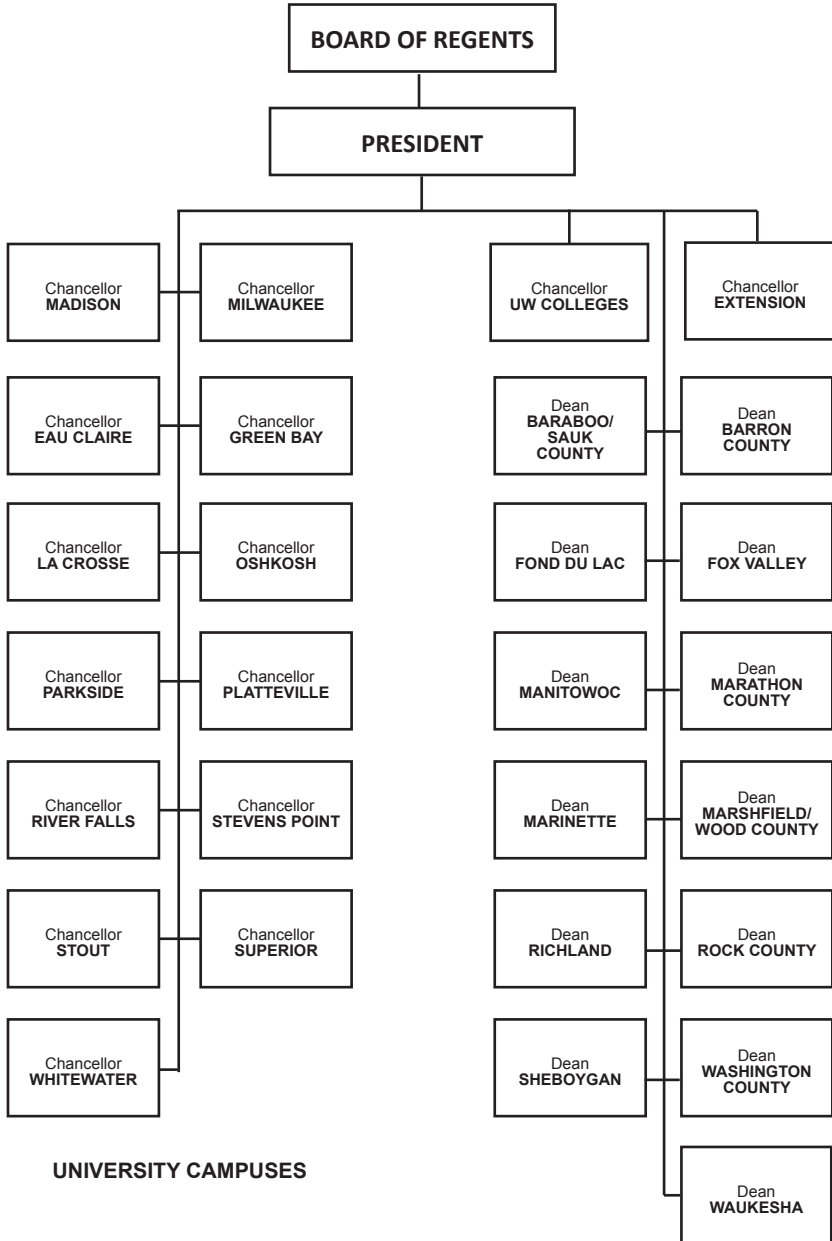 BOARD OF REGENTS
PRESIDENT
Chancellor
MADISON
Chancellor
MILWAUKEE
Chancellor
UW COLLEGES
Chancellor
EXTENSION
Chancellor
EAU CLAIRE
Chancellor
GREEN BAY
Dean
BARABOO/
SAUK
COUNTY
Dean
BARRON
COUNTY
Chancellor
LA CROSSE
Chancellor
OSHKOSH
Dean
FOND DU LAC
Dean
FOX VALLEY
Chancellor
PARKSIDE
Chancellor
PLATTEVILLE
Dean
MANITOWOC
Dean
MARATHON
COUNTY
Chancellor
RIVER FALLS
Chancellor
STEVENS POINT
Dean
MARINETTE
Dean
MARSHFIELD/
WOOD COUNTY
Chancellor
STOUT
Chancellor
SUPERIOR
Dean
RICHLAND
Dean
ROCK COUNTY
Chancellor
WHITEWATER
Dean
SHEBOYGAN
Dean
WASHINGTON
COUNTY
UNIVERSITY CAMPUSES
Dean
WAUKESHA